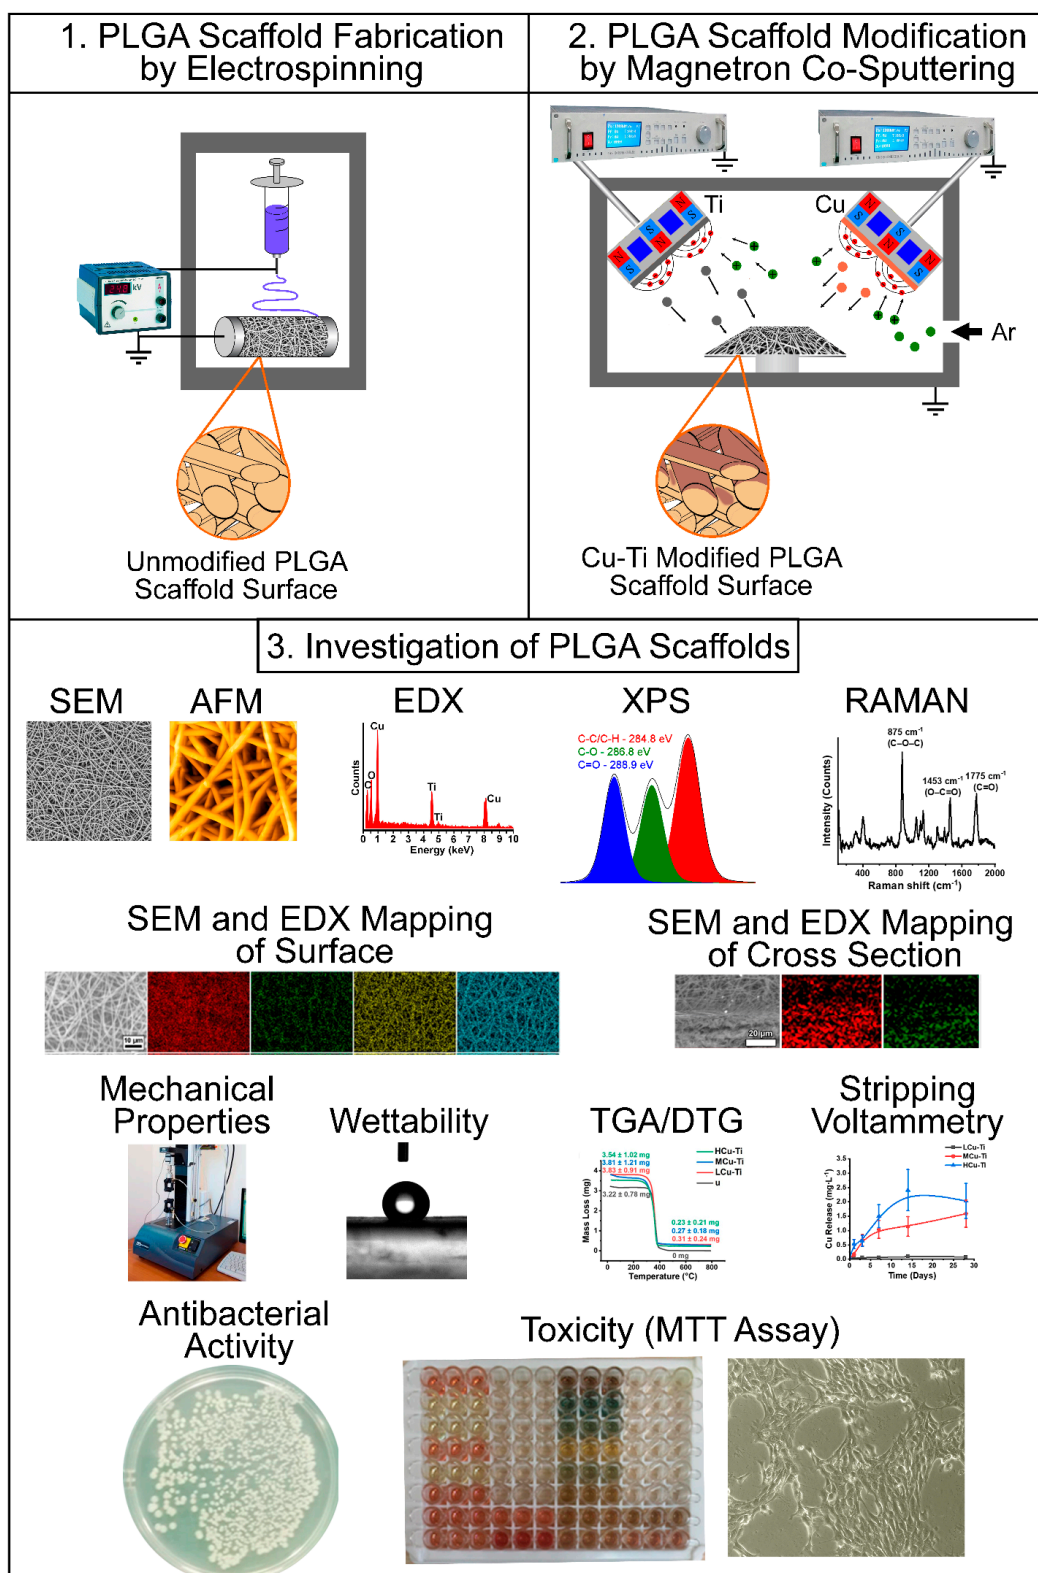 1. PLGA Scaffold Fabrication
by Electrospinning
2. PLGA Scaffold Modification
by Magnetron Co-Sputtering
kV
Ti
Cu
N
S
N
S
N
S
N
S
N
S
Ar
Unmodified PLGA
Scaffold Surface
Cu-Ti Modified PLGA
Scaffold Surface
3. Investigation of PLGA Scaffolds
SEM
AFM
EDX
Cu
O
C
Ti
Ti
Cu
Counts
0 1 2 3 4 5 6 7 8 9 10
Energy (keV)
XPS
C-C/C-H - 284.8 eV
C-O - 286.8 eV
C=O - 288.9 eV
RAMAN
875 cm⁻¹
(C–O–C)
1453 cm⁻¹
(O–C=O)
1775 cm⁻¹
(C=O)
Intensity (Counts)
400 800 1200 1600 2000
Raman shift (cm⁻¹)
SEM and EDX Mapping
of Surface
10 µm
SEM and EDX Mapping
of Cross Section
20 µm
Mechanical
Properties
Wettability
TGA/DTG
3.54 ± 1.02 mg
3.81 ± 1.21 mg
3.83 ± 0.91 mg
3.22 ± 0.78 mg
HCu-Ti
MCu-Ti
LCu-Ti
u
0.23 ± 0.21 mg
0.27 ± 0.18 mg
0.31 ± 0.24 mg
0 mg
Mass Loss (mg)
4
3
2
1
0
0 200 400 600 800
Temperature (°C)
Stripping
Voltammetry
LCu-Ti
MCu-Ti
HCu-Ti
Cu Release (mg·L⁻¹)
3.5
3.0
2.5
2.0
1.5
1.0
0.5
0.0
0 5 10 15 20 25 30
Time (Days)
Antibacterial
Activity
Toxicity (MTT Assay)